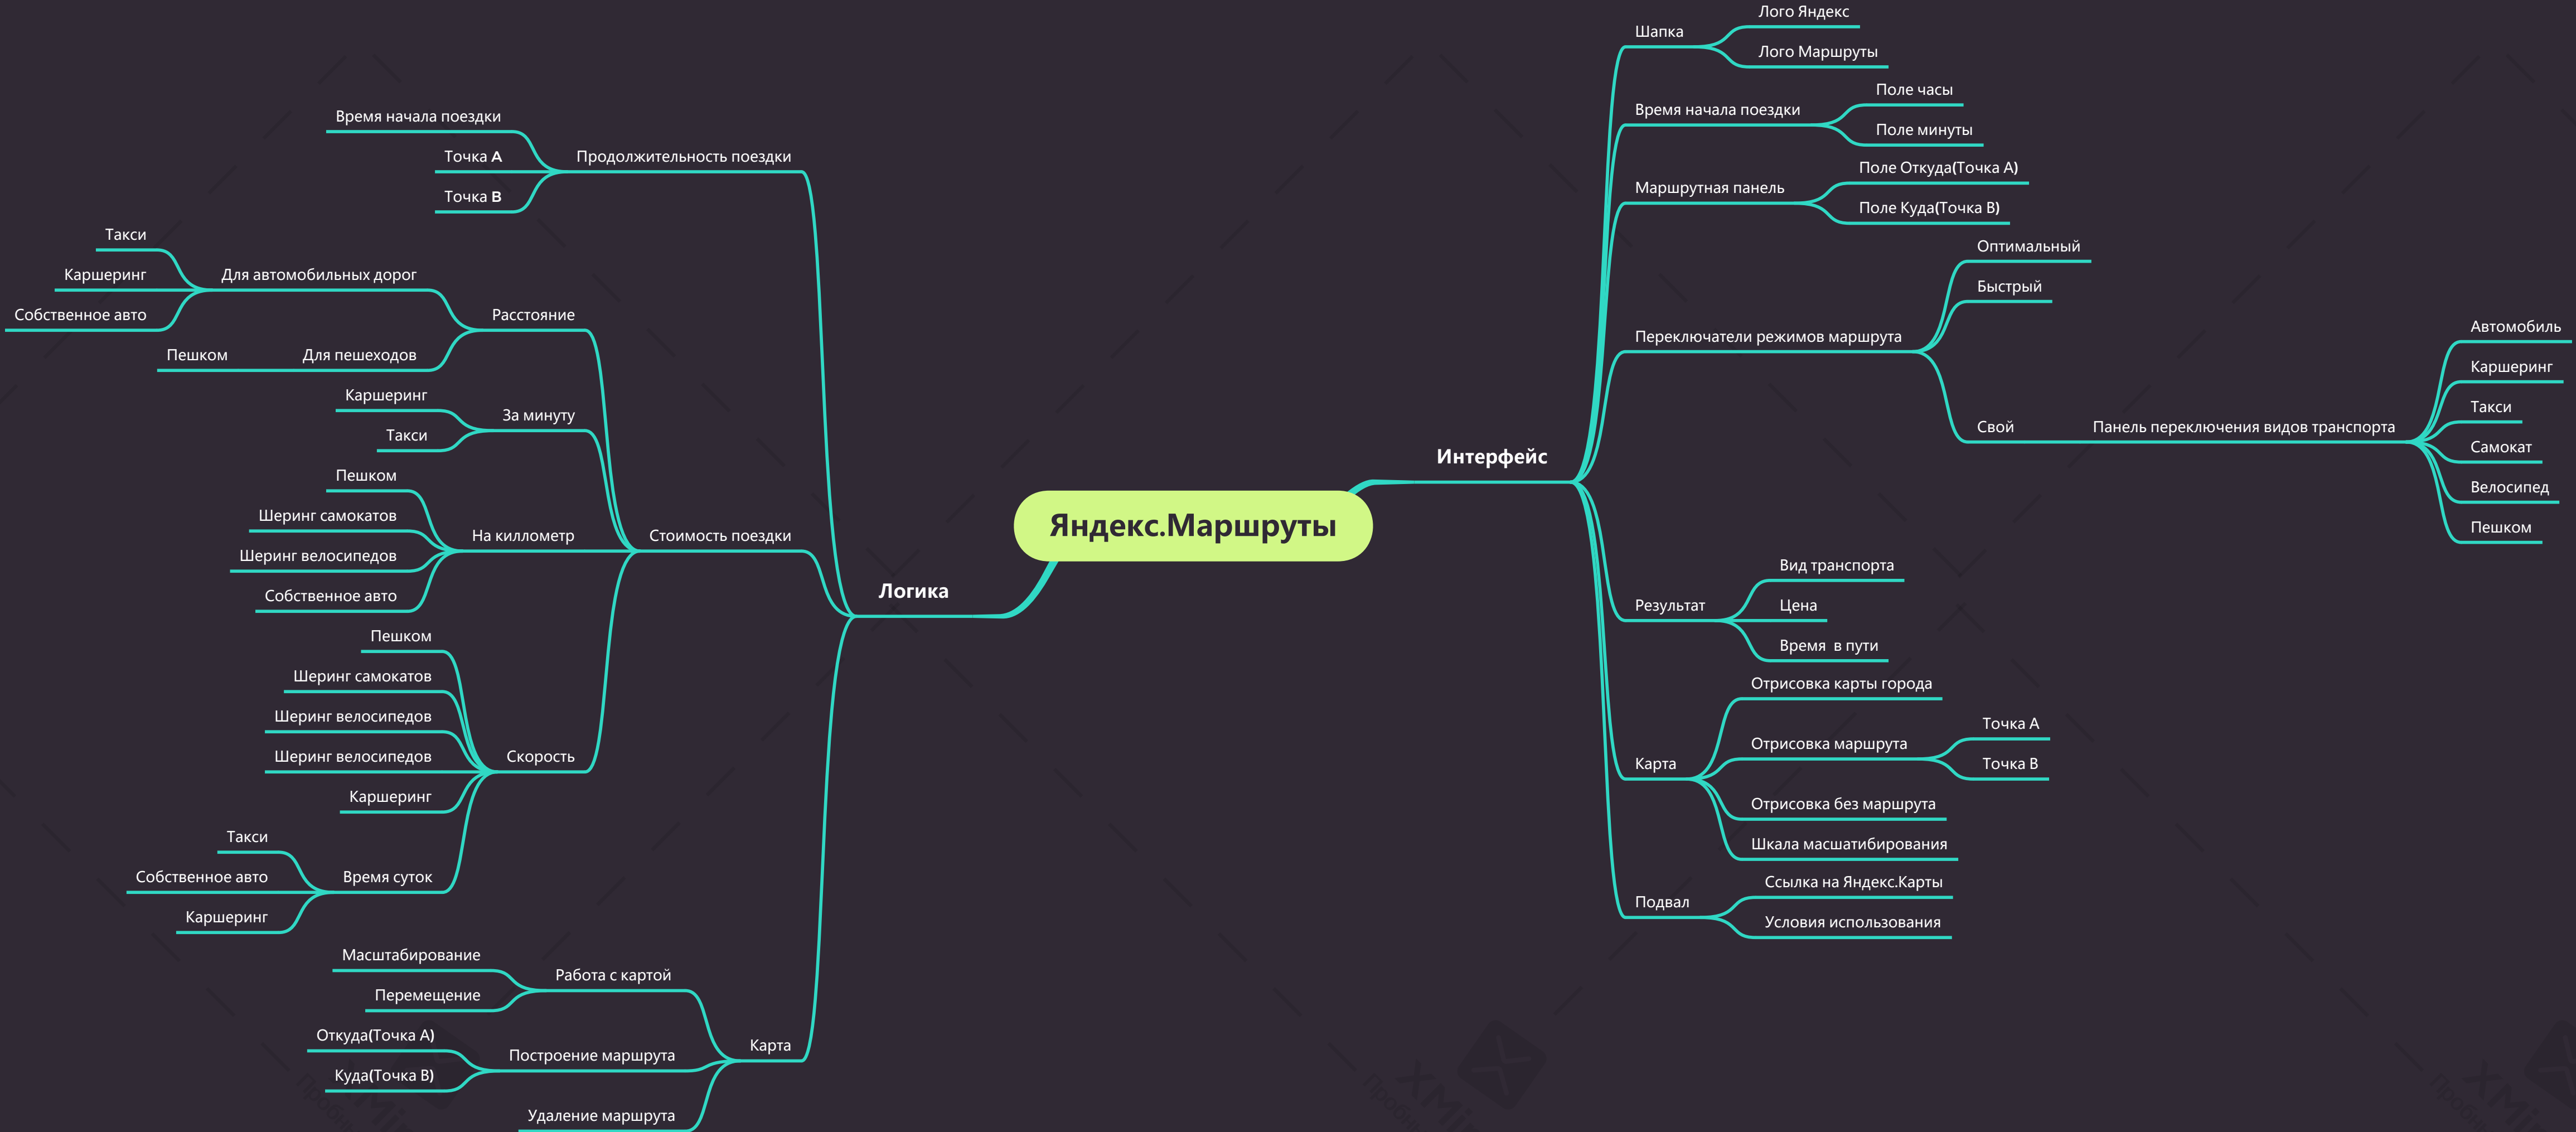 Яндекс.Маршруты
Интерфейс
Шапка
Лого Яндекс
Лого Маршруты
Время начала поездки
Поле часы
Поле минуты
Маршрутная панель
Поле Откуда(Точка А)
Поле Куда(Точка В)
Переключатели режимов маршрута
Оптимальный
Быстрый
Свой
Панель переключения видов транспорта
Автомобиль
Каршеринг
Такси
Самокат
Велосипед
Пешком
Результат
Вид транспорта
Цена
Время  в пути
Карта
Отрисовка карты города
Отрисовка маршрута
Точка А
Точка В
Отрисовка без маршрута
Шкала масшатибирования
Подвал
Ссылка на Яндекс.Карты
Условия использования
Логика
Продолжительность поездки
Время начала поездки
Точка А
Точка В
Стоимость поездки
Расстояние
Для автомобильных дорог
Такси
Каршеринг
Собственное авто
Для пешеходов
Пешком
За минуту
Каршеринг
Такси
На киллометр
Пешком
Шеринг самокатов
Шеринг велосипедов
Собственное авто
Скорость
Пешком
Шеринг самокатов
Шеринг велосипедов
Шеринг велосипедов
Каршеринг
Время суток
Такси
Собственное авто
Каршеринг
Карта
Работа с картой
Масштабирование
Перемещение
Построение маршрута
Откуда(Точка А)
Куда(Точка В)
Удаление маршрута